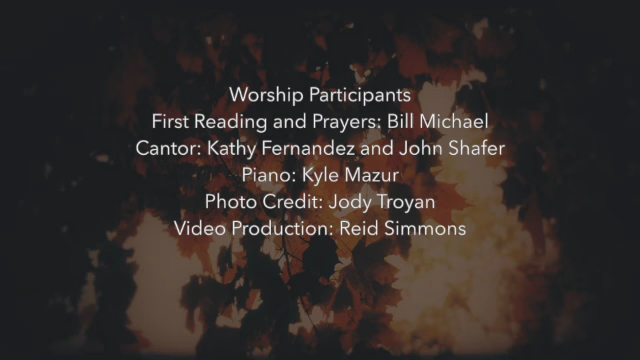 Worship Participants
First Reading and Prayers: Bill Michael
Cantor: Kathy Fernandez and John Shafer
Piano: Kyle Mazur
Photo Credit: Jody Troyan
Video Production: Reid Simmons